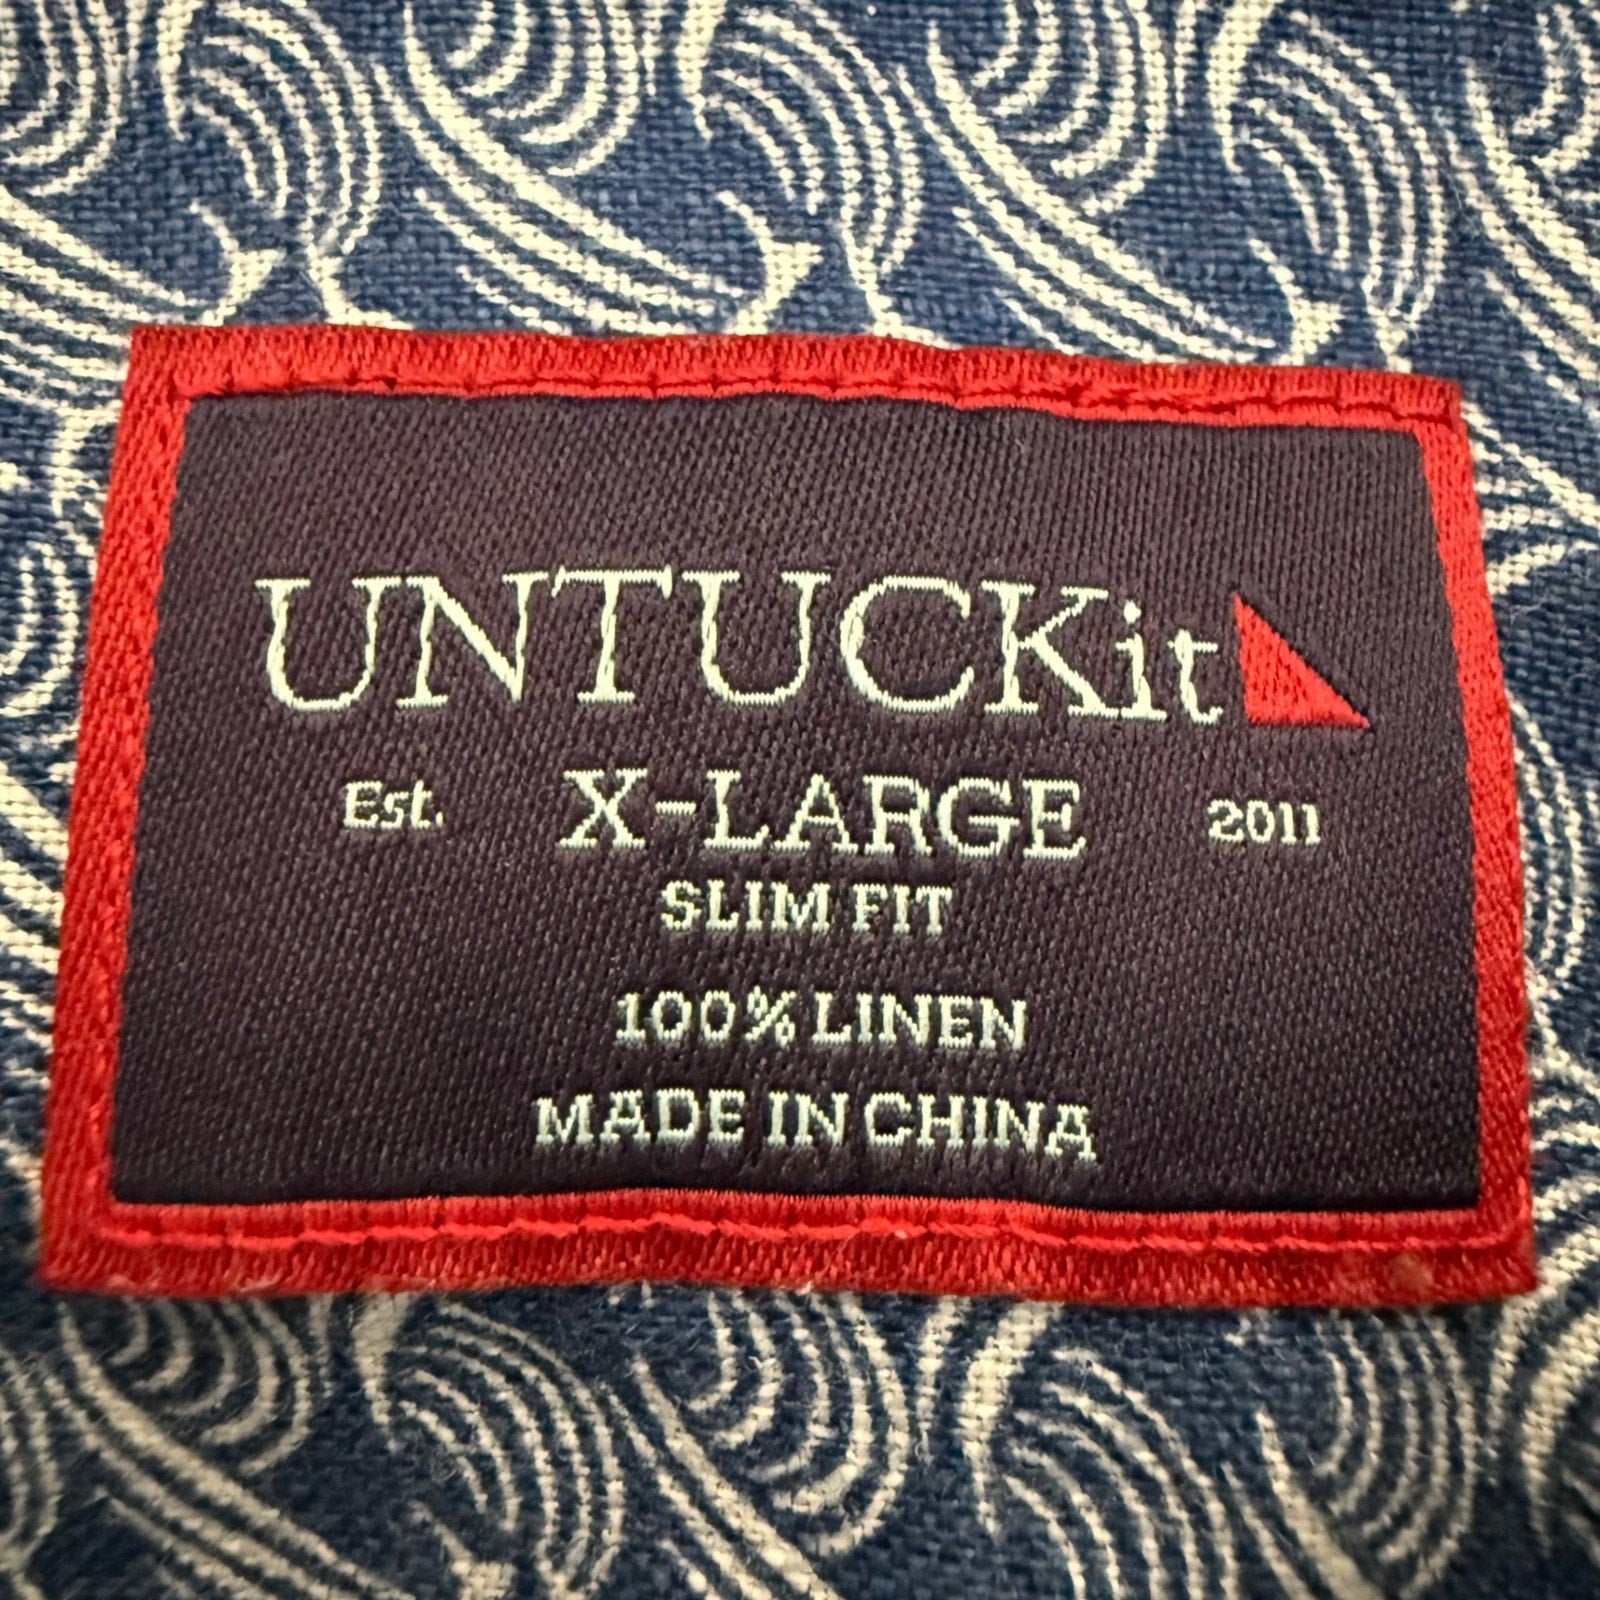 UNTUCKit
Est. X-LARGE 2011
SLIM FIT
100% LINEN
MADE IN CHINA